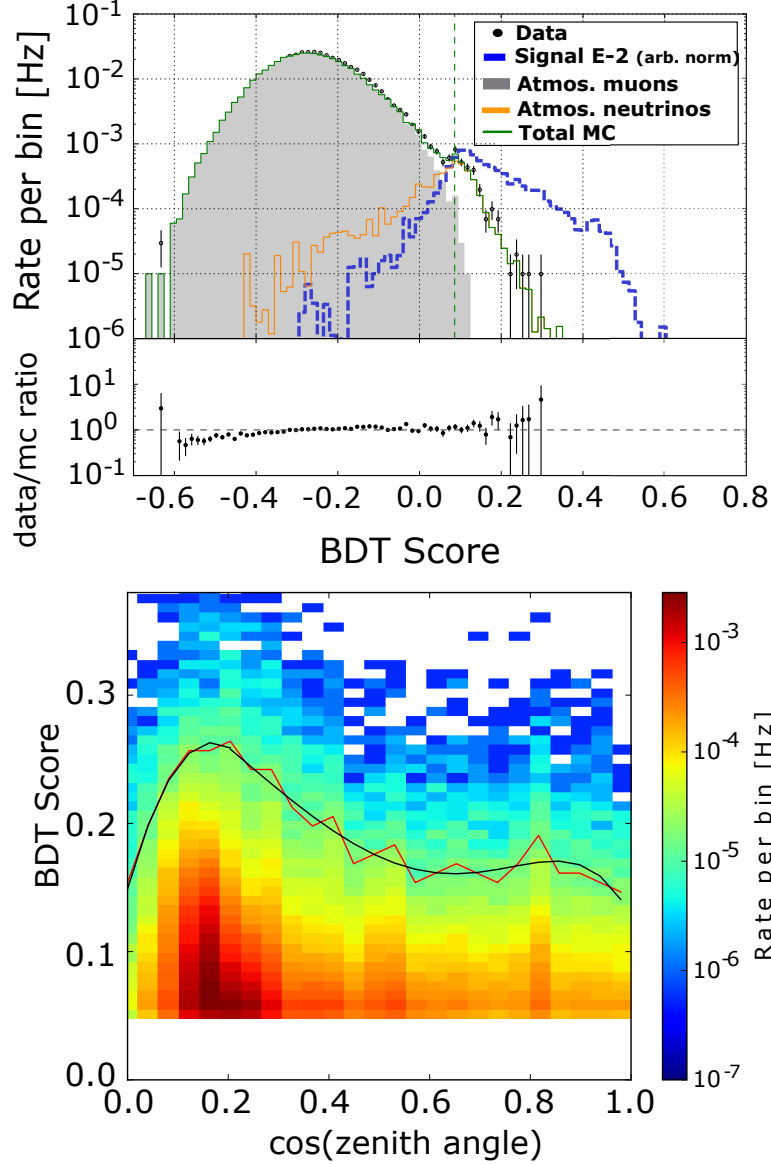 10^-1
10^-2
10^-3
10^-4
10^-5
10^-6
Rate per bin [Hz]
Data
Signal E-2 (arb. norm)
Atmos. muons
Atmos. neutrinos
Total MC
10^1
10^0
10^-1
data/mc ratio
-0.6 -0.4 -0.2 0.0 0.2 0.4 0.6 0.8
BDT Score
0.3
0.2
0.1
0.0
BDT Score
0.0 0.2 0.4 0.6 0.8 1.0
cos(zenith angle)
10^-3
10^-4
10^-5
10^-6
10^-7
Rate per bin [Hz]